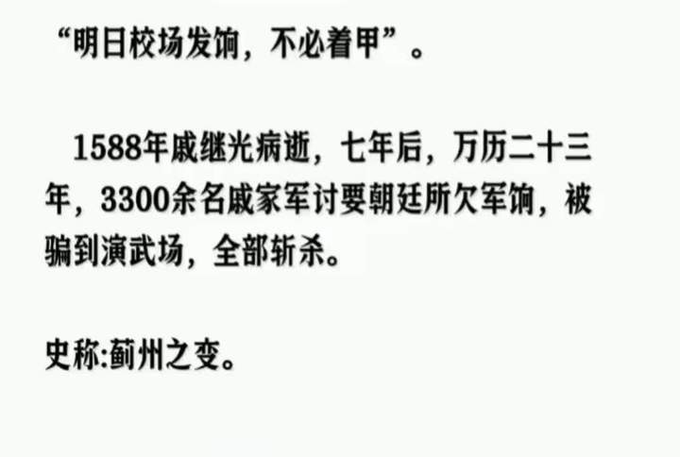 “明日校场发饷，不必着甲”。
1588年戚继光病逝，七年后，万历二十三
年，3300余名戚家军讨要朝廷所欠军饷，被
骗到演武场，全部斩杀。
史称:蓟州之变。